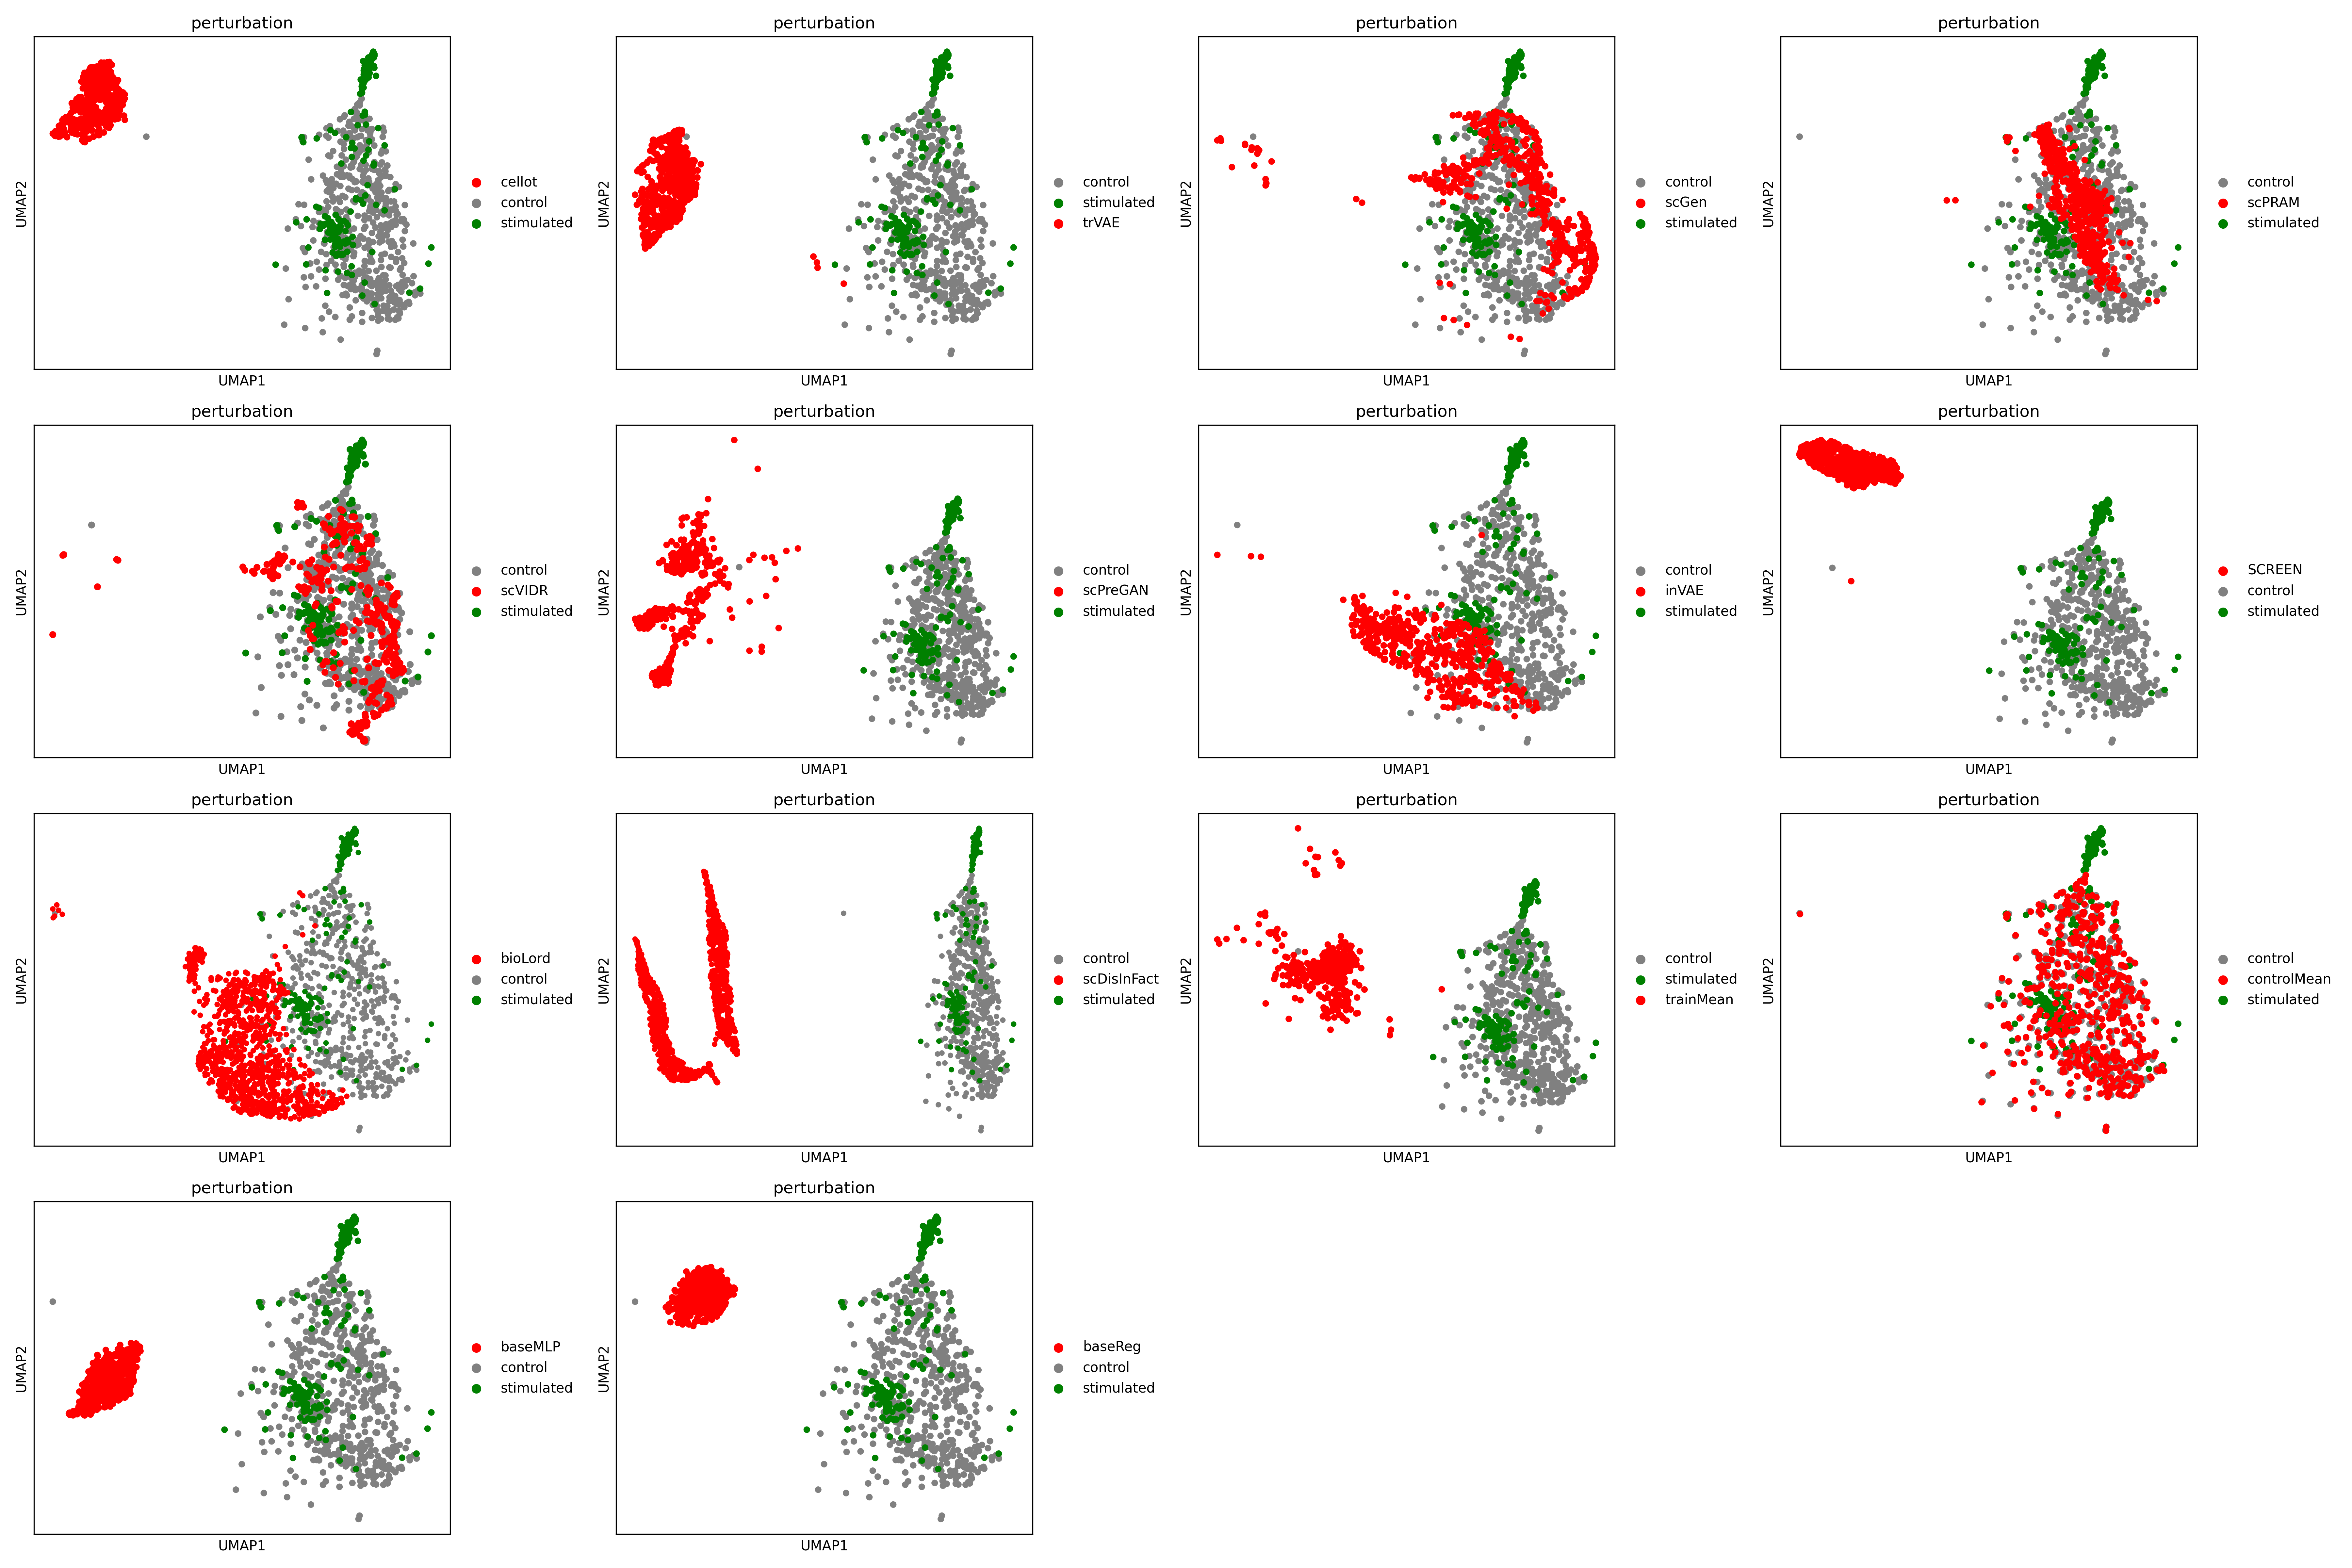 perturbation
UMAP2
UMAP1
cellot
control
stimulated
perturbation
UMAP2
UMAP1
control
stimulated
trVAE
perturbation
UMAP2
UMAP1
control
scGen
stimulated
perturbation
UMAP2
UMAP1
control
scPRAM
stimulated
perturbation
UMAP2
UMAP1
control
scVIDR
stimulated
perturbation
UMAP2
UMAP1
control
scPreGAN
stimulated
perturbation
UMAP2
UMAP1
control
inVAE
stimulated
perturbation
UMAP2
UMAP1
SCREEN
control
stimulated
perturbation
UMAP2
UMAP1
bioLord
control
stimulated
perturbation
UMAP2
UMAP1
control
scDisInFact
stimulated
perturbation
UMAP2
UMAP1
control
stimulated
trainMean
perturbation
UMAP2
UMAP1
control
controlMean
stimulated
perturbation
UMAP2
UMAP1
baseMLP
control
stimulated
perturbation
UMAP2
UMAP1
baseReg
control
stimulated